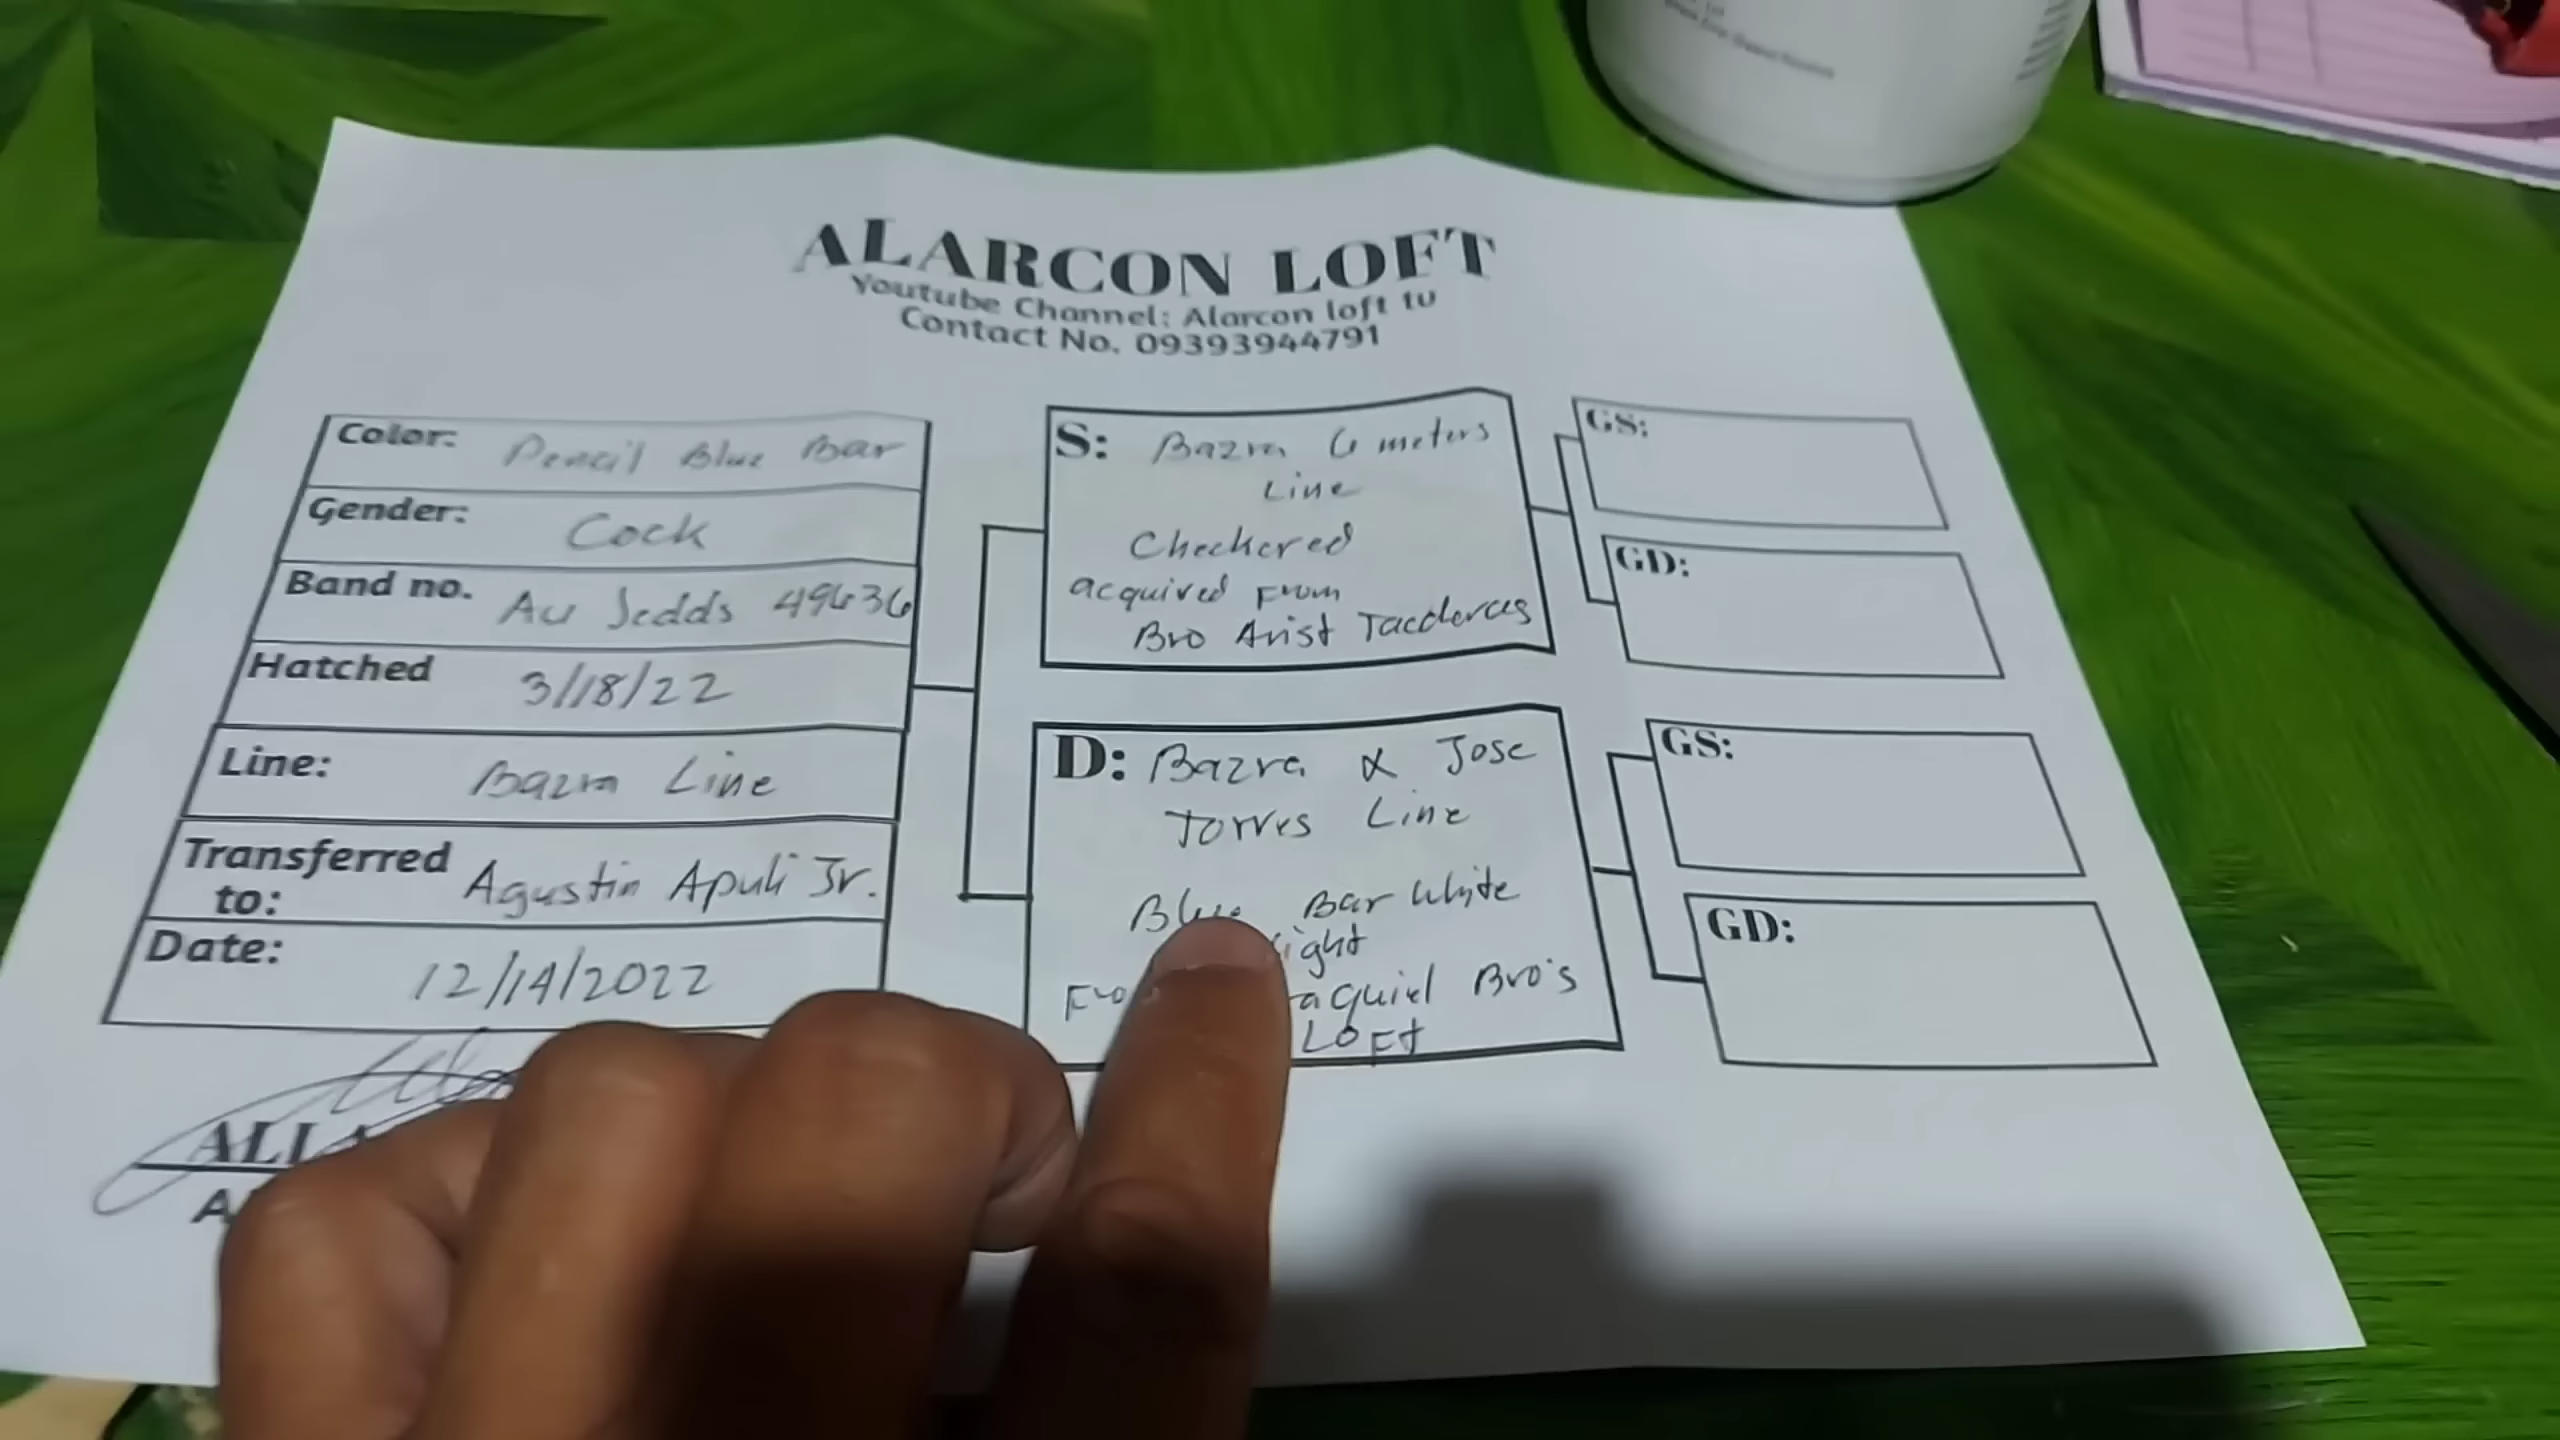 ALARCON LOFT
Youtube Channel: Alarcon loft tv
Contact No. 09393944791
Color: Pencil Blue Bar
Gender: Cock
Band no. Au Jedds 49636
Hatched 3/18/22
Line: Bazra Line
Transferred to: Agustin Apuli Jr.
Date: 12/14/2022
S: Bazra 6 meters
Line
Checkered
acquired From
Bro Arist
D: Bazra & Jose
Torres Line
Blue Bar White
Bro's
LOFt
GS:
GD:
GS:
GD: